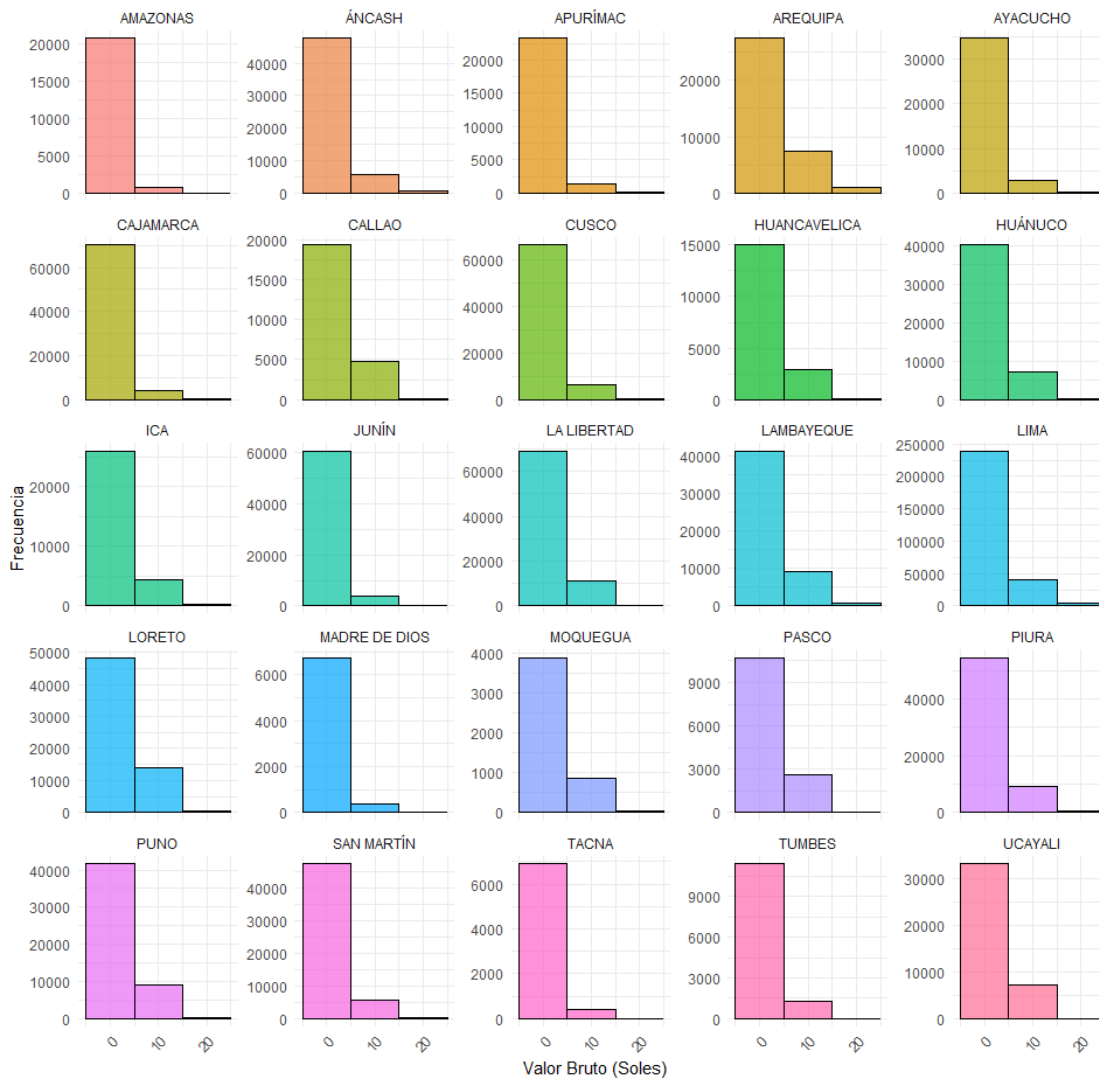 AMAZONAS ÁNCASH APURÍMAC AREQUIPA AYACUCHO
20000 15000 10000 5000 0
40000 30000 20000 10000 0
20000 15000 10000 5000 0
20000 10000 0
30000 20000 10000 0
CAJAMARCA CALLAO CUSCO HUANCAVELICA HUÁNUCO
60000 40000 20000 0
20000 15000 10000 5000 0
60000 40000 20000 0
15000 10000 5000 0
40000 30000 20000 10000 0
ICA JUNÍN LA LIBERTAD LAMBAYEQUE LIMA
20000 10000 0
60000 40000 20000 0
60000 40000 20000 0
40000 30000 20000 10000 0
250000 200000 150000 100000 50000 0
LORETO MADRE DE DIOS MOQUEGUA PASCO PIURA
50000 40000 30000 20000 10000 0
6000 4000 2000 0
4000 3000 2000 1000 0
9000 6000 3000 0
40000 20000 0
PUNO SAN MARTÍN TACNA TUMBES UCAYALI
40000 30000 20000 10000 0
40000 30000 20000 10000 0
6000 4000 2000 0
9000 6000 3000 0
30000 20000 10000 0
0 10 20 0 10 20 0 10 20 0 10 20 0 10 20
Frecuencia
Valor Bruto (Soles)